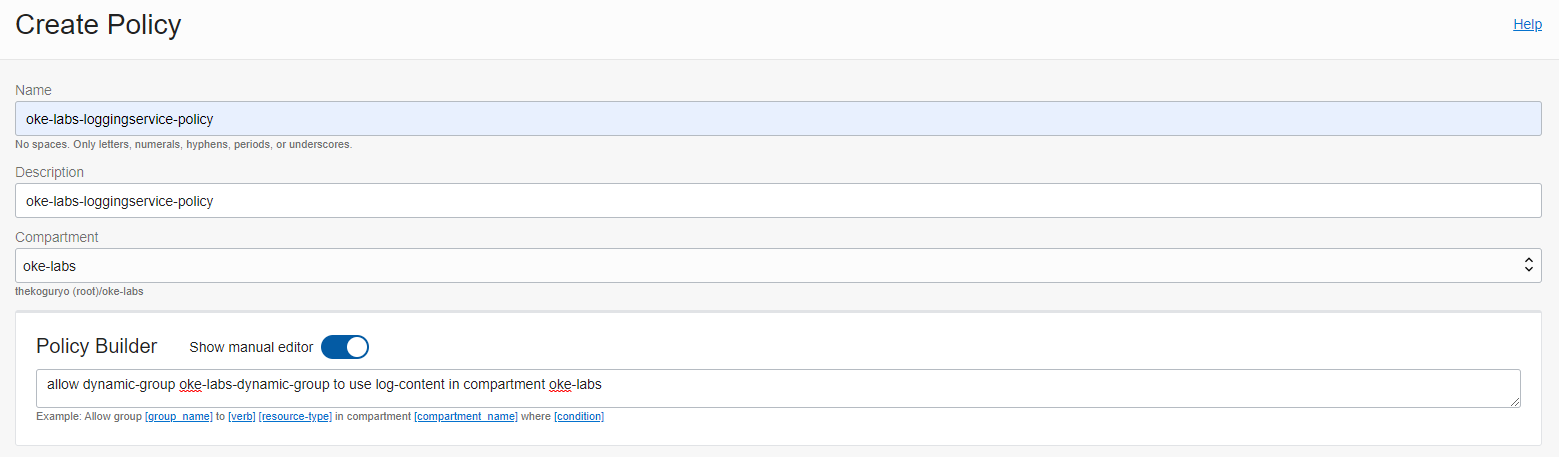 Create Policy
Help
Name
oke-labs-loggingservice-policy
No spaces. Only letters, numerals, hyphens, periods, or underscores.
Description
oke-labs-loggingservice-policy
Compartment
oke-labs
thekoguryo (root)/oke-labs
Policy Builder Show manual editor
allow dynamic-group oke-labs-dynamic-group to use log-content in compartment oke-labs
Example: Allow group [group_name] to [verb] [resource-type] in compartment [compartment_name] where [condition]